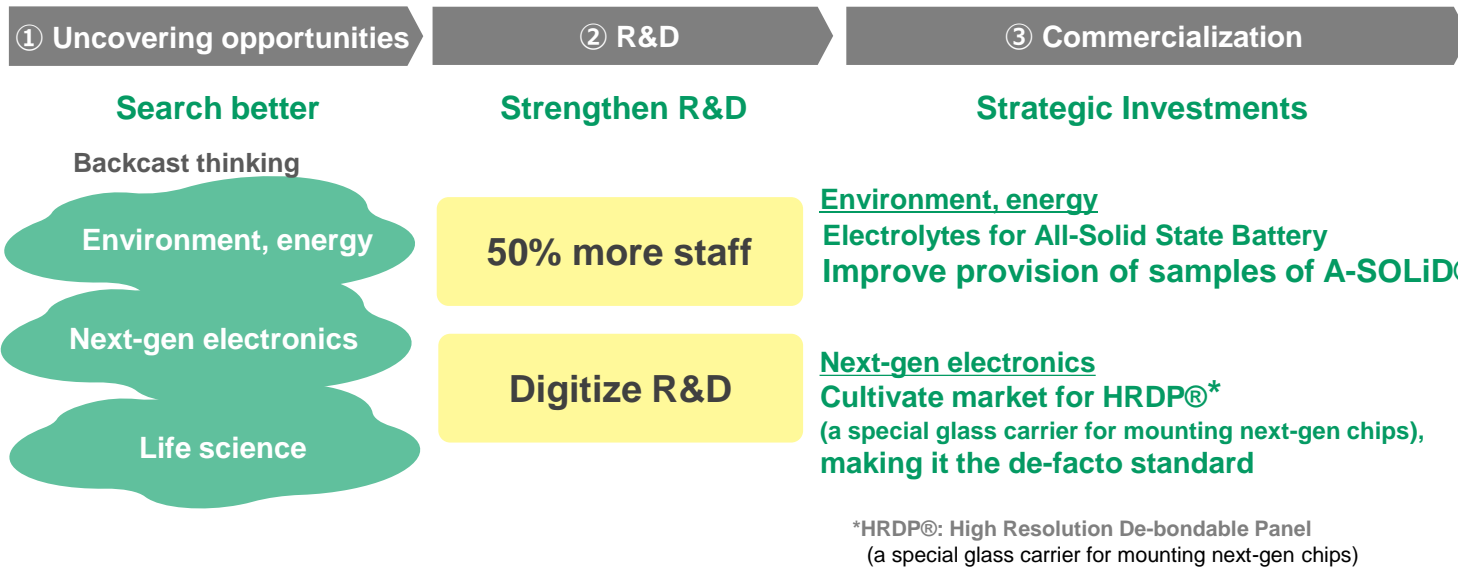 ① Uncovering opportunities
② R&D
③ Commercialization
Search better
Strengthen R&D
Strategic Investments
Backcast thinking
Environment, energy
Next-gen electronics
Life science
50% more staff
Digitize R&D
Environment, energy
Electrolytes for All-Solid State Battery
Improve provision of samples of A-SOLiD®
Next-gen electronics
Cultivate market for HRDP®*
(a special glass carrier for mounting next-gen chips),
making it the de-facto standard
*HRDP®: High Resolution De-bondable Panel
(a special glass carrier for mounting next-gen chips)